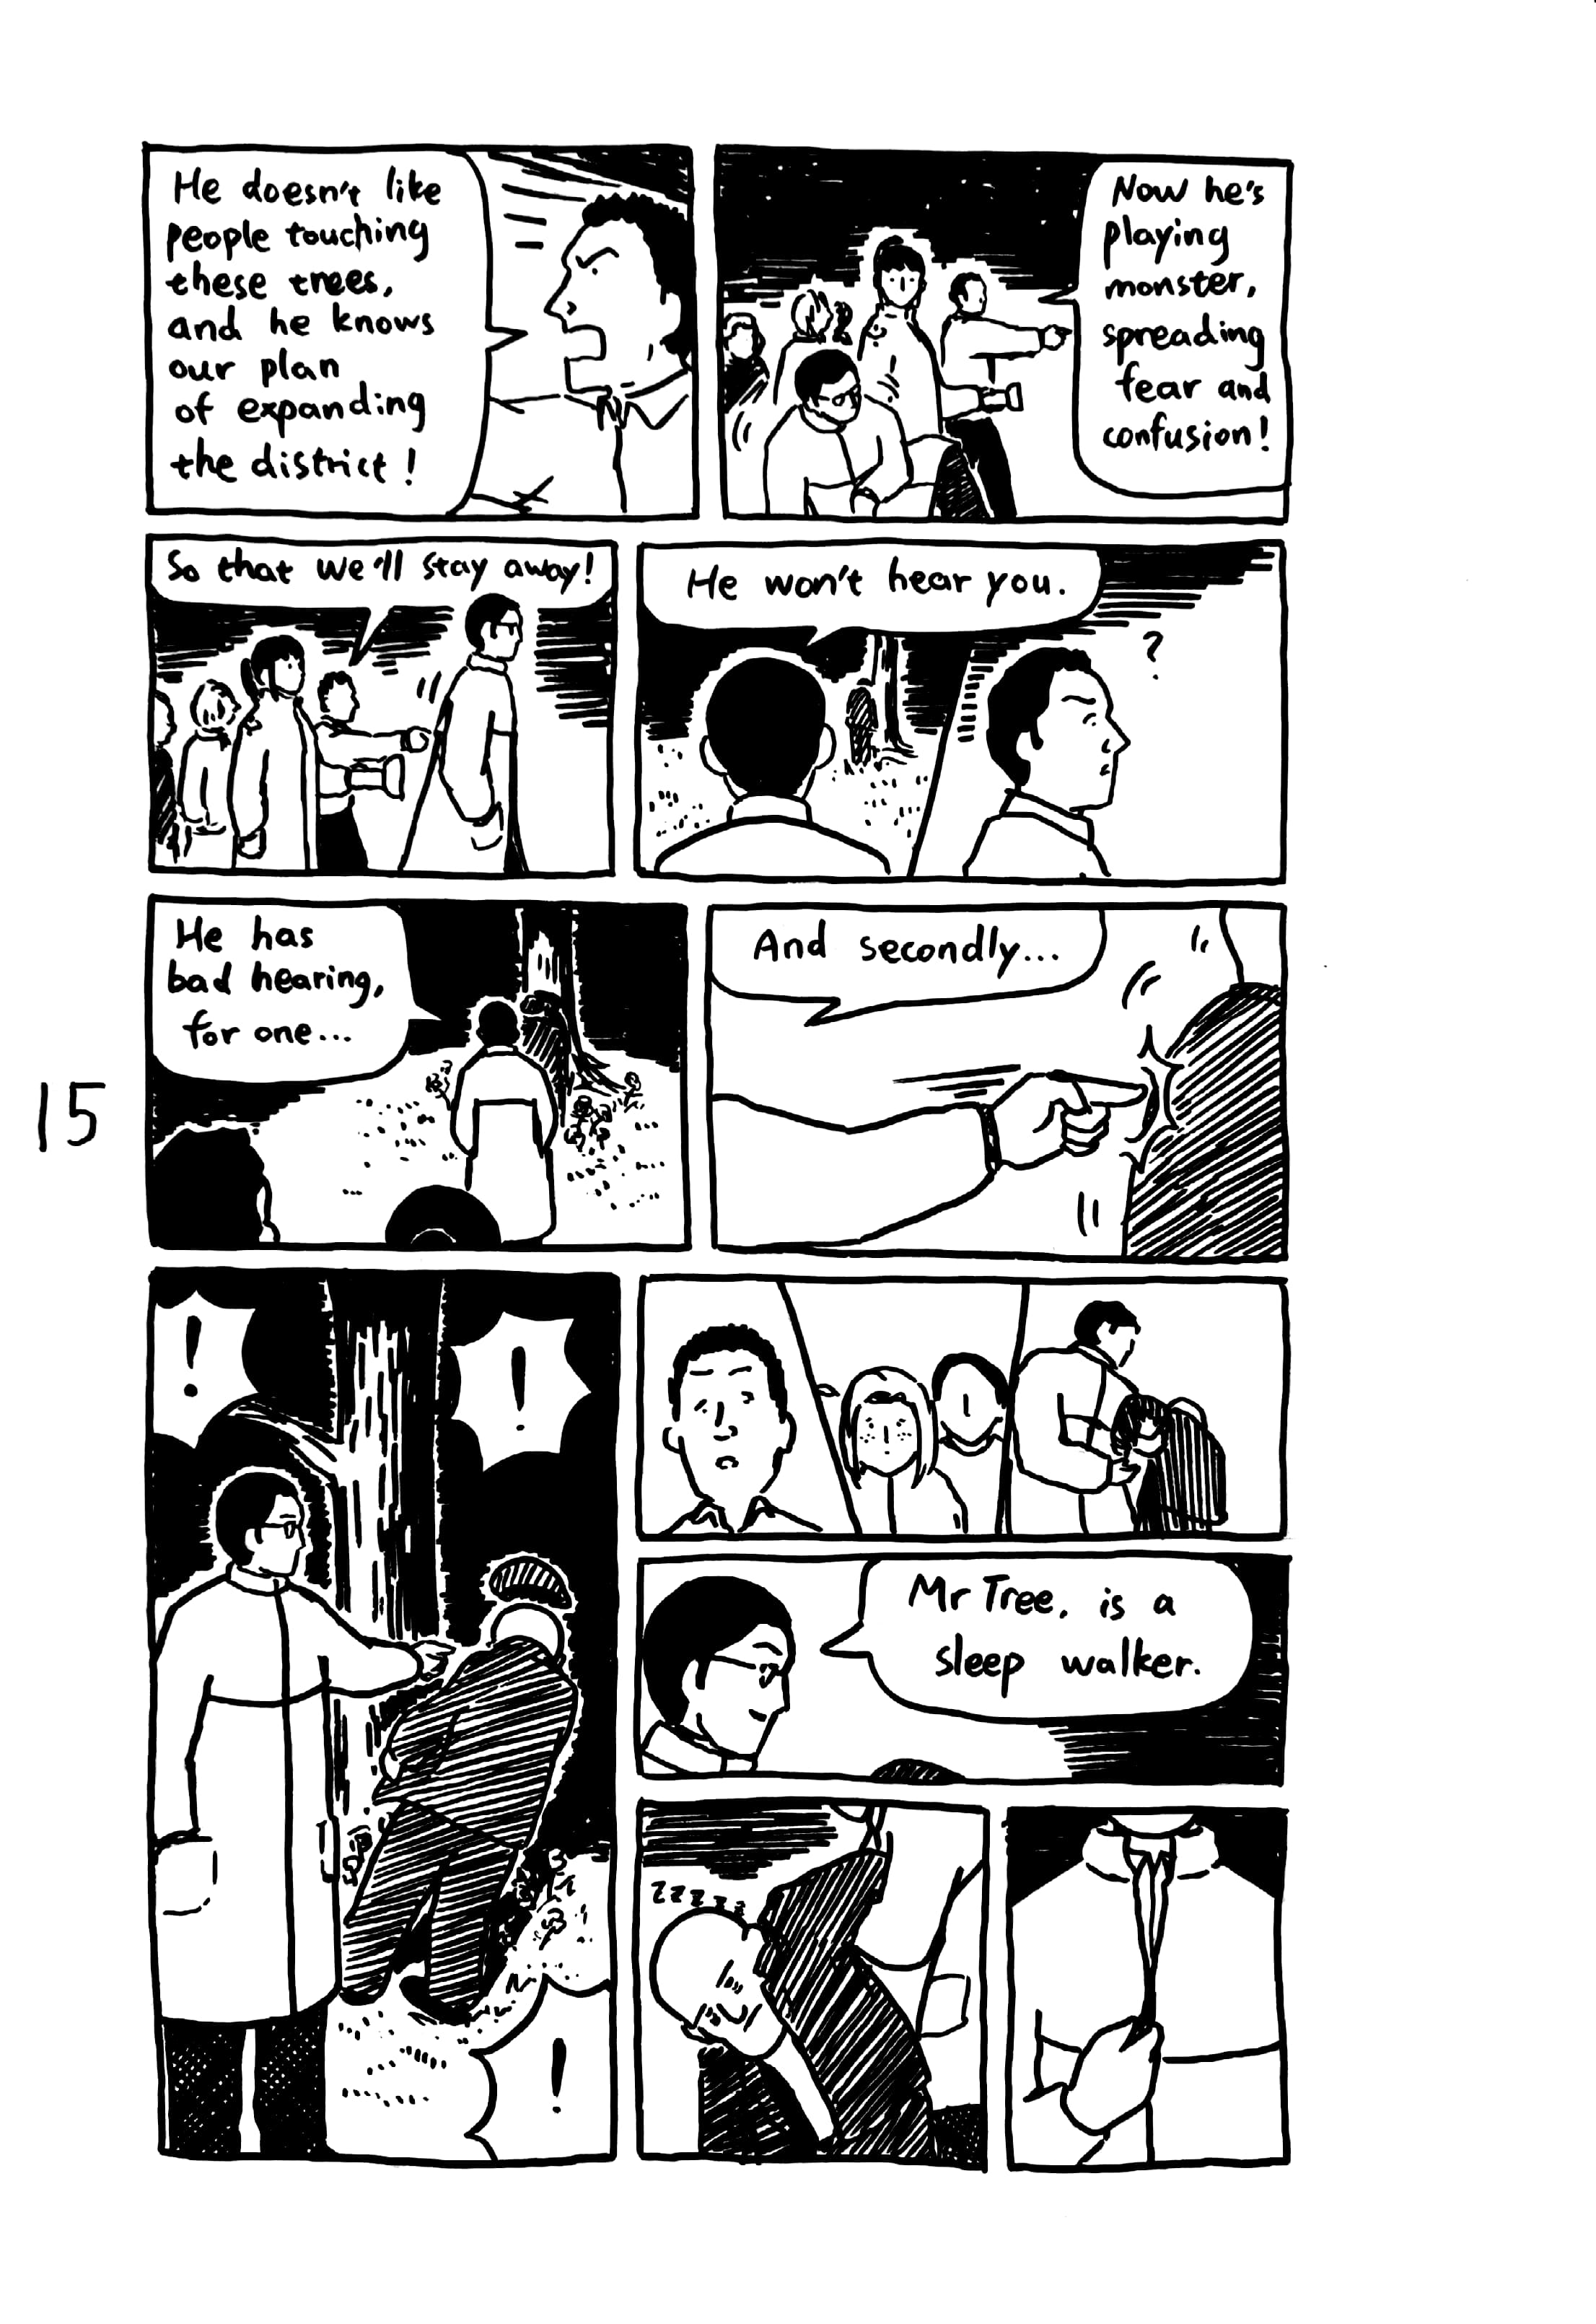 He doesn't like
people touching
these trees,
and he knows
our plan
of expanding
the district!
Now he's
playing
monster,
spreading
fear and
confusion!
So that we'll stay away!
He won't hear you.
?
He has
bad hearing,
for one...
And secondly...
15
!
!
!
Mr Tree, is a
sleep walker.
zzzzz